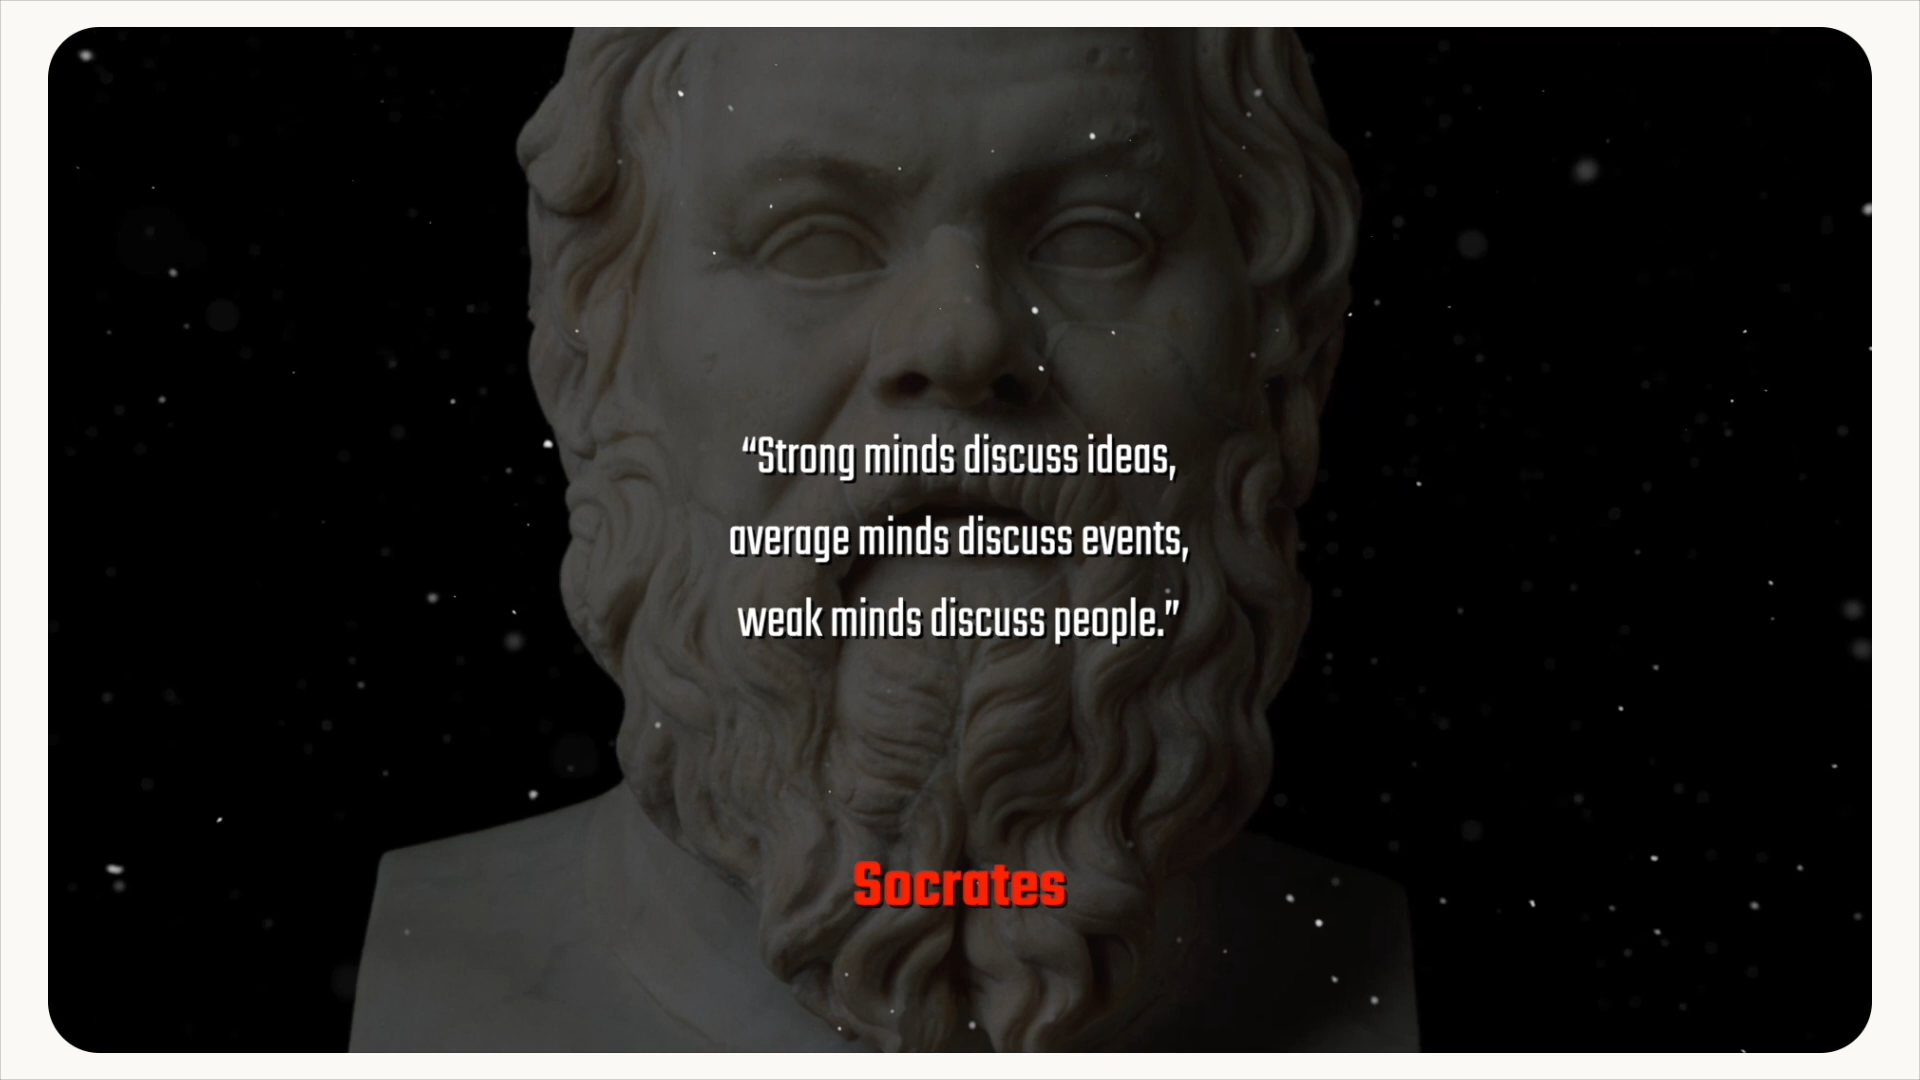 “Strong minds discuss ideas,
average minds discuss events,
weak minds discuss people.”
Socrates